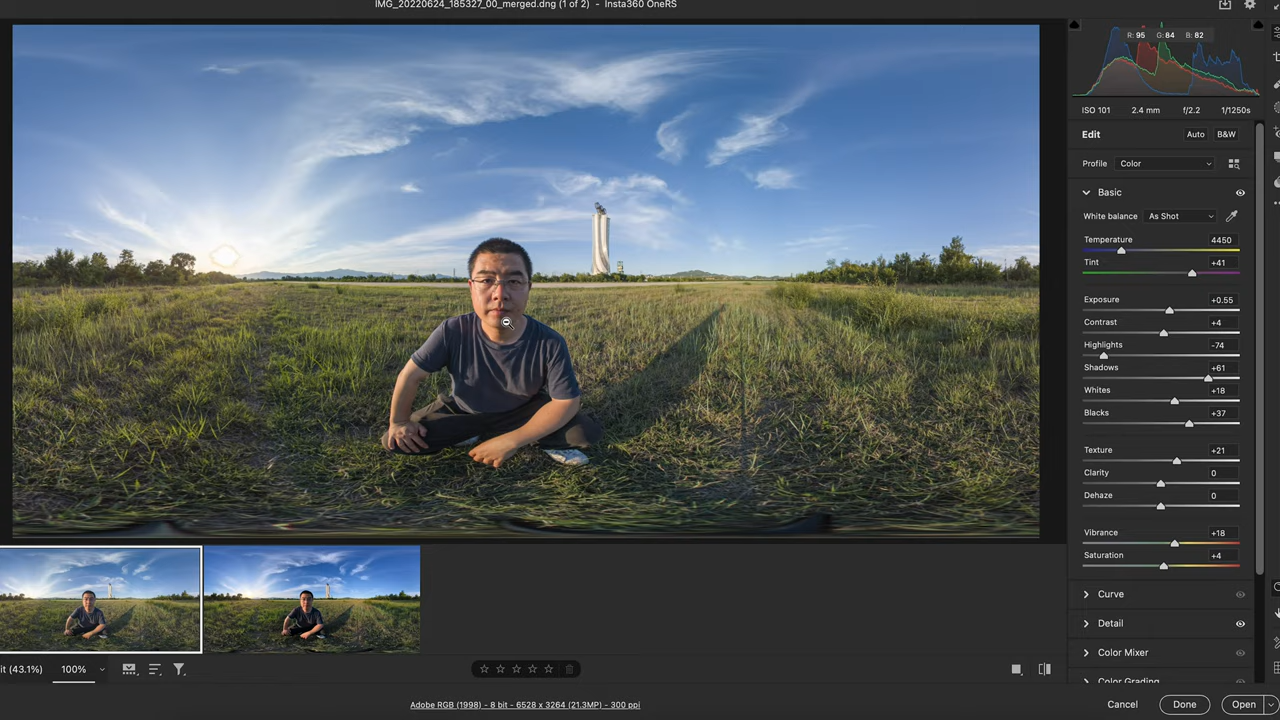 IMG_20220624_185327_00_merged.dng (1 of 2) - Insta360 OneRS
R: 95 G: 84 B: 82
ISO 101 2.4 mm f/2.2 1/1250s
Edit Auto B&W
Profile Color
Basic
White balance As Shot
Temperature 4450
Tint +41
Exposure +0.55
Contrast +4
Highlights -74
Shadows +61
Whites +18
Blacks +37
Texture +21
Clarity 0
Dehaze 0
Vibrance +18
Saturation +4
Curve
Detail
Color Mixer
Color Grading
it (43.1%) 100%
Adobe RGB (1998) - 8 bit - 6528 x 3264 (21.3MP) - 300 ppi
Cancel Done Open